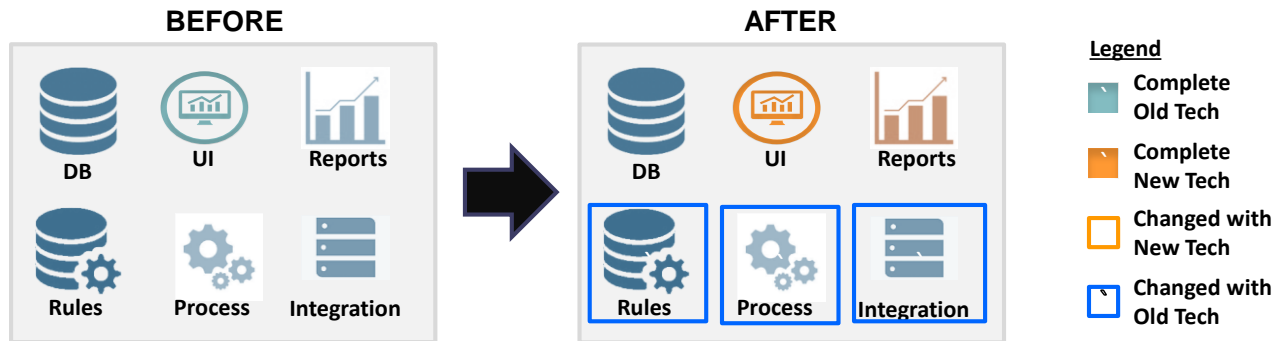 BEFORE
AFTER
DB
UI
Reports
Rules
Process
Integration
DB
UI
Reports
Rules
Process
Integration
Legend
Complete
Old Tech
Complete
New Tech
Changed with
New Tech
Changed with
Old Tech